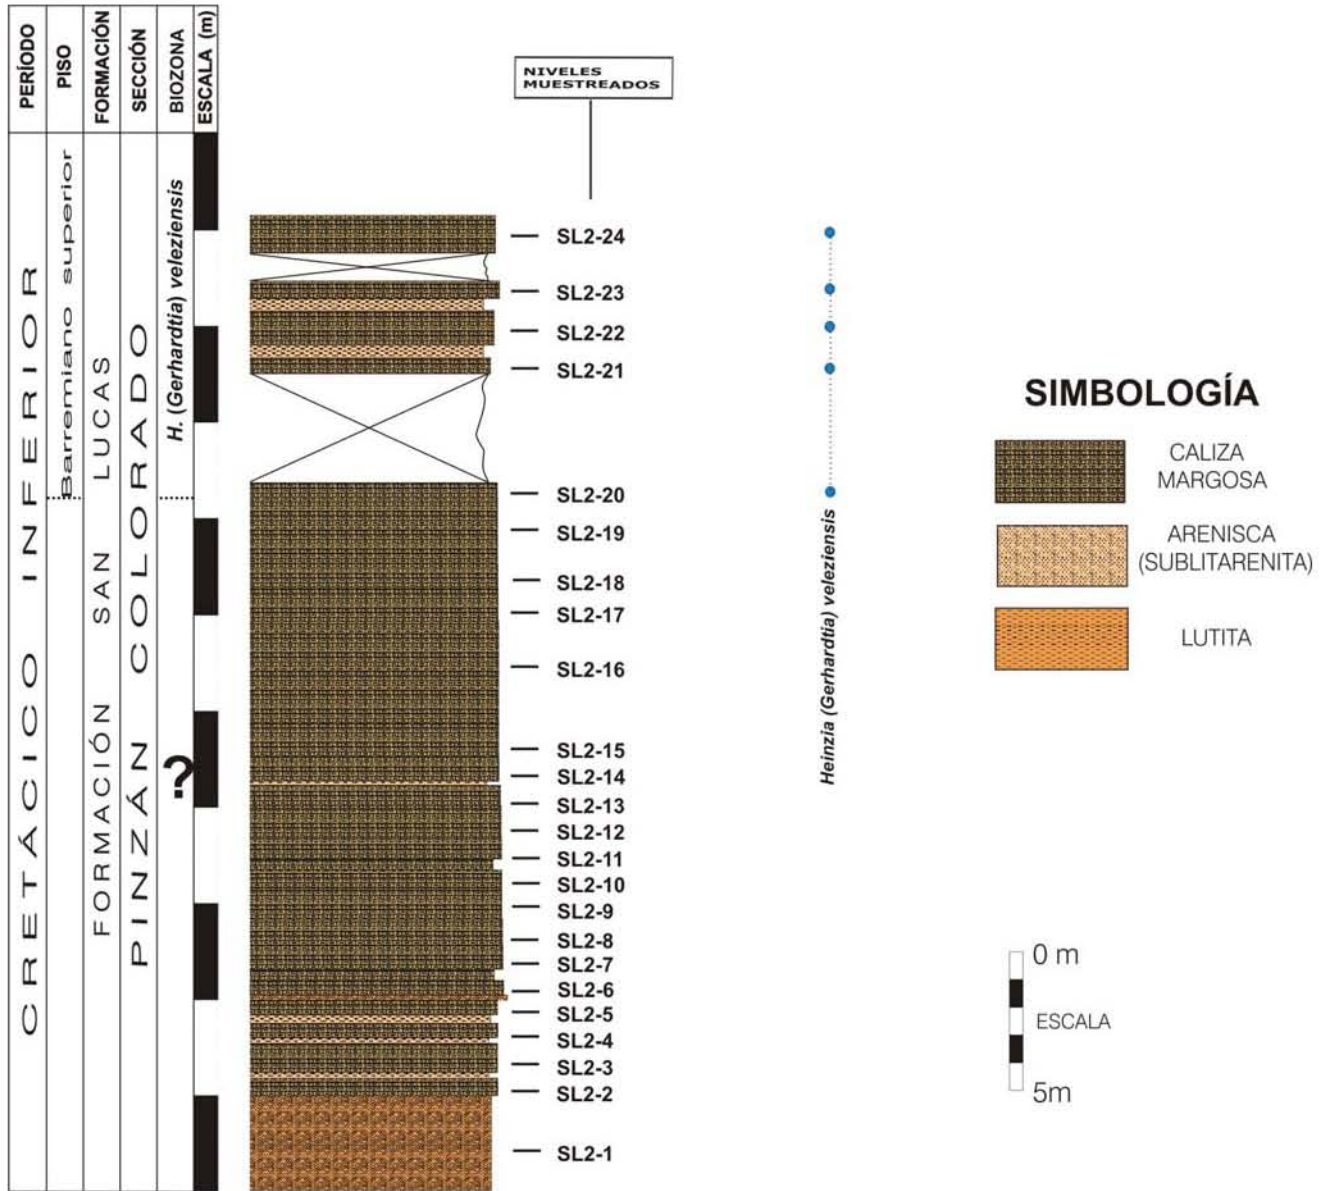 PERÍODO
PISO
FORMACIÓN
SECCIÓN
BIOZONA
ESCALA (m)
CRETÁCICO INFERIOR
Barremiano superior
FORMACIÓN SAN LUCAS
PINZÁN COLORADO
H. (Gerhardtia) veleziensis
?
NIVELES
MUESTREADOS
SL2-24
SL2-23
SL2-22
SL2-21
SL2-20
SL2-19
SL2-18
SL2-17
SL2-16
SL2-15
SL2-14
SL2-13
SL2-12
SL2-11
SL2-10
SL2-9
SL2-8
SL2-7
SL2-6
SL2-5
SL2-4
SL2-3
SL2-2
SL2-1
Heinzia (Gerhardtia) veleziensis
SIMBOLOGÍA
CALIZA
MARGOSA
ARENISCA
(SUBLITARENITA)
LUTITA
0 m
ESCALA
5m